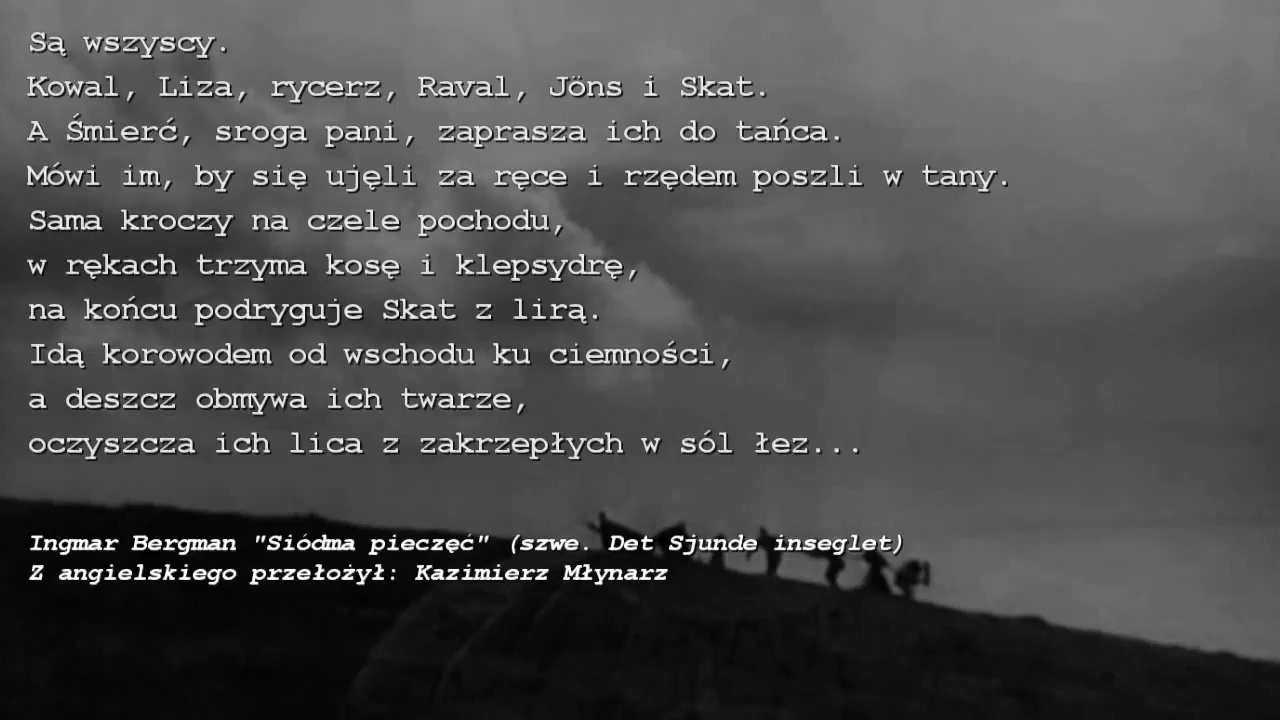 Są wszyscy.
Kowal, Liza, rycerz, Raval, Jöns i Skat.
A Śmierć, sroga pani, zaprasza ich do tańca.
Mówi im, by się ujęli za ręce i rzędem poszli w tany.
Sama kroczy na czele pochodu,
w rękach trzyma kosę i klepsydrę,
na końcu podryguje Skat z lirą.
Idą korowodem od wschodu ku ciemności,
a deszcz obmywa ich twarze,
oczyszcza ich lica z zakrzepłych w sól łez...
Ingmar Bergman "Siódma pieczęć" (szwe. Det Sjunde inseglet)
Z angielskiego przełożył: Kazimierz Młynarz